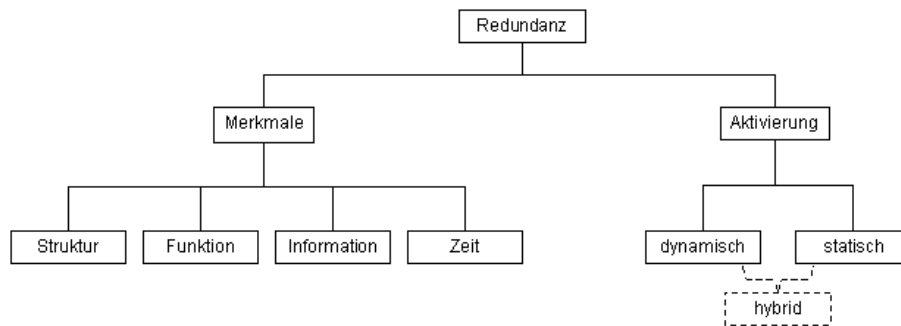 Redundanz
Merkmale
Aktivierung
Struktur
Funktion
Information
Zeit
dynamisch
statisch
hybrid